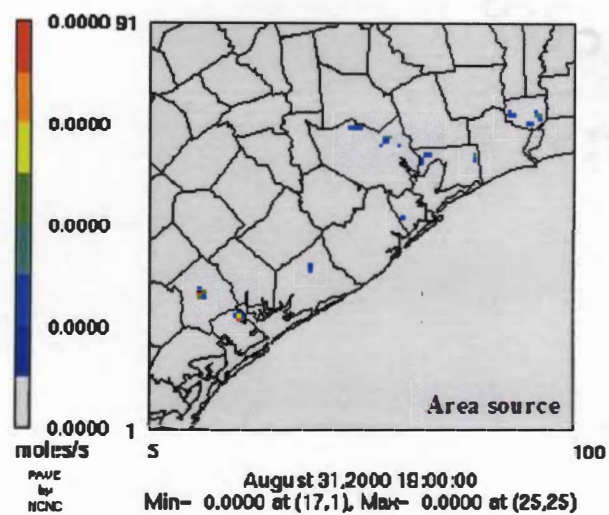 0.0000 91
0.0000
0.0000
0.0000
0.0000 1
Area source
moles/s 5 100
PAVE
by
MCNC
August 31,2000 18:00:00
Min- 0.0000 at (17,1), Max- 0.0000 at (25,25)